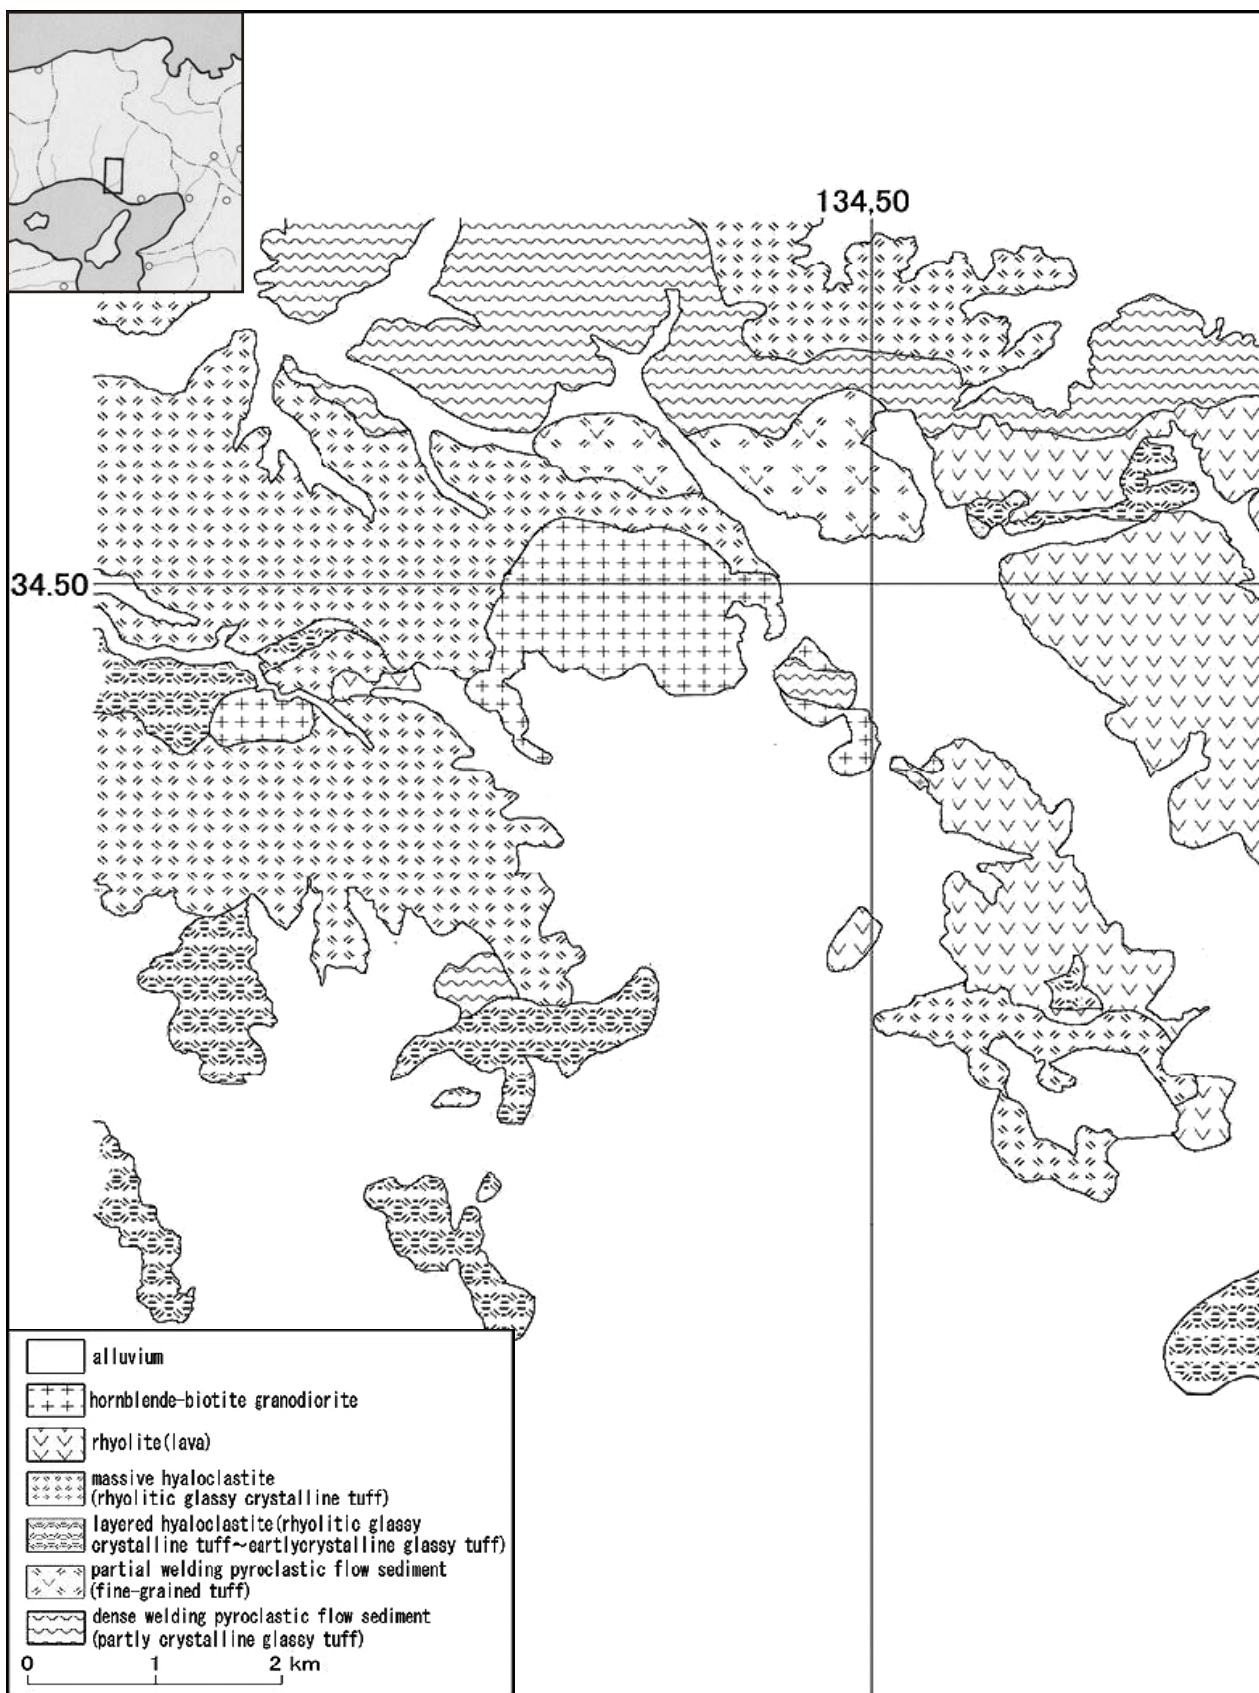 134.50
34.50
alluvium
hornblende-biotite granodiorite
rhyolite(lava)
massive hyaloclastite
(rhyolitic glassy crystalline tuff)
layered hyaloclastite(rhyolitic glassy
crystalline tuff~eartlycrystalline glassy tuff)
partial welding pyroclastic flow sediment
(fine-grained tuff)
dense welding pyroclastic flow sediment
(partly crystalline glassy tuff)
0 1 2 km